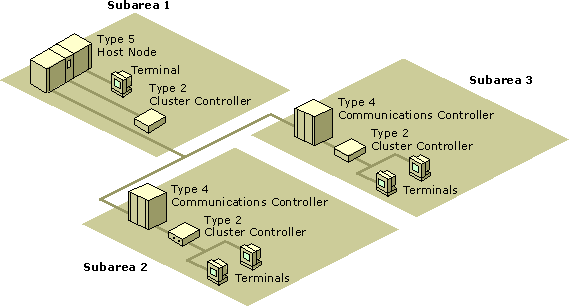 Subarea 1
Type 5
Host Node
Terminal
Type 2
Cluster Controller
Subarea 3
Type 4
Communications Controller
Type 2
Cluster Controller
Terminals
Type 4
Communications Controller
Type 2
Cluster Controller
Subarea 2
Terminals